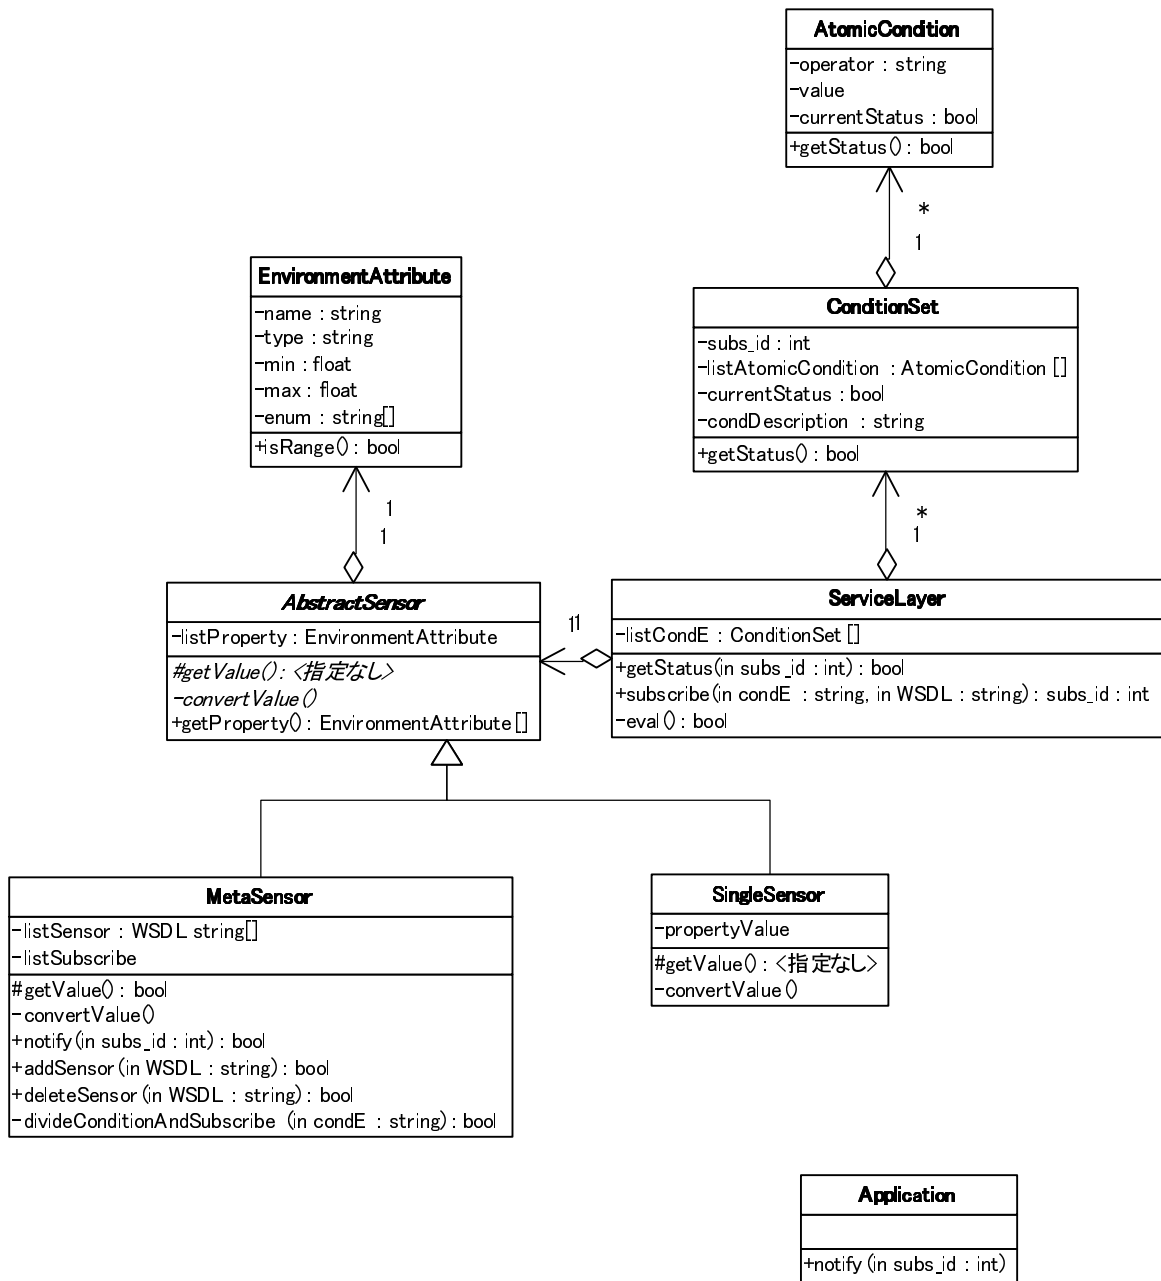 AtomicCondition
-operator : string
-value
-currentStatus : bool
+getStatus() : bool
*
1
EnvironmentAttribute
-name : string
-type : string
-min : float
-max : float
-enum : string[]
+isRange() : bool
1
1
ConditionSet
-subs_id : int
-listAtomicCondition : AtomicCondition []
-currentStatus : bool
-condDescription : string
+getStatus() : bool
*
1
AbstractSensor
-listProperty : EnvironmentAttribute
#getValue() : <指定なし>
-convertValue()
+getProperty() : EnvironmentAttribute []
1 1
ServiceLayer
-listCondE : ConditionSet []
+getStatus(in subs_id : int) : bool
+subscribe(in condE : string, in WSDL : string) : subs_id : int
-eval() : bool
MetaSensor
-listSensor : WSDL string[]
-listSubscribe
#getValue() : bool
-convertValue()
+notify(in subs_id : int) : bool
+addSensor(in WSDL : string) : bool
+deleteSensor(in WSDL : string) : bool
-divideConditionAndSubscribe (in condE : string) : bool
SingleSensor
-propertyValue
#getValue() : <指定なし>
-convertValue()
Application
+notify(in subs_id : int)